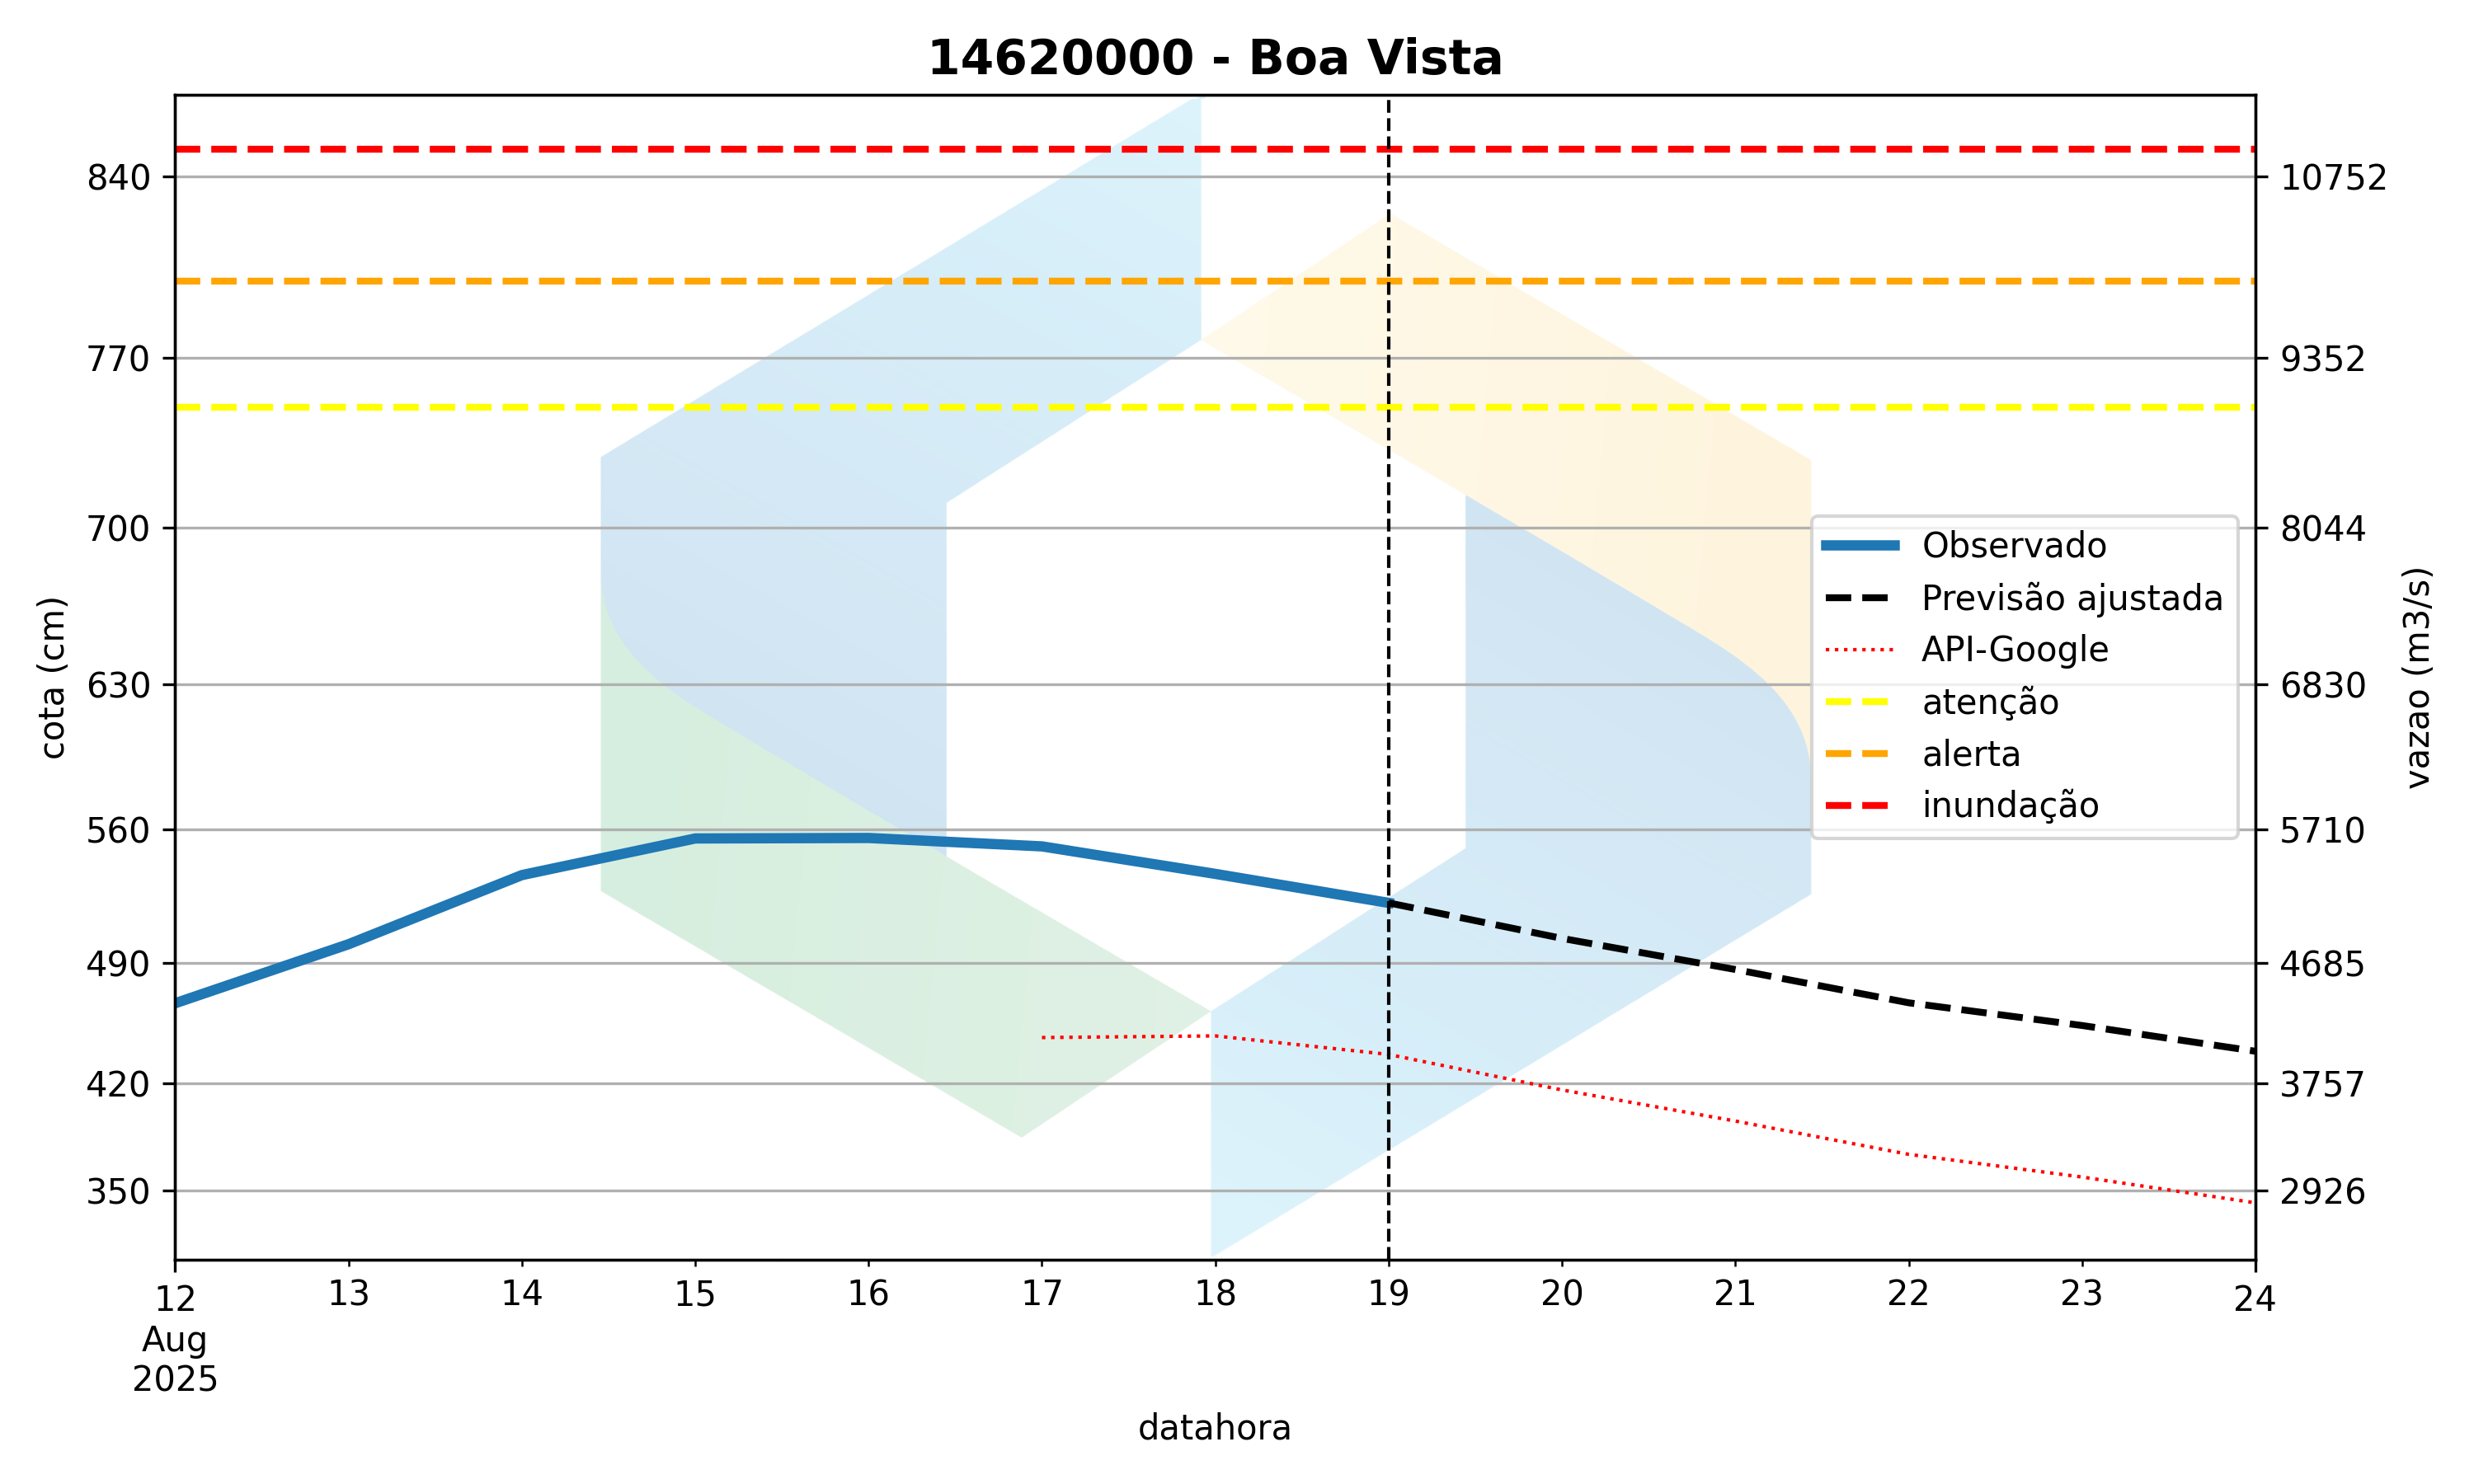 14620000 - Boa Vista
840
770
700
630
560
490
420
350
cota (cm)
10752
9352
8044
6830
5710
4685
3757
2926
vazao (m3/s)
Observado
Previsão ajustada
API-Google
atenção
alerta
inundação
12 13 14 15 16 17 18 19 20 21 22 23 24
Aug
2025
datahora